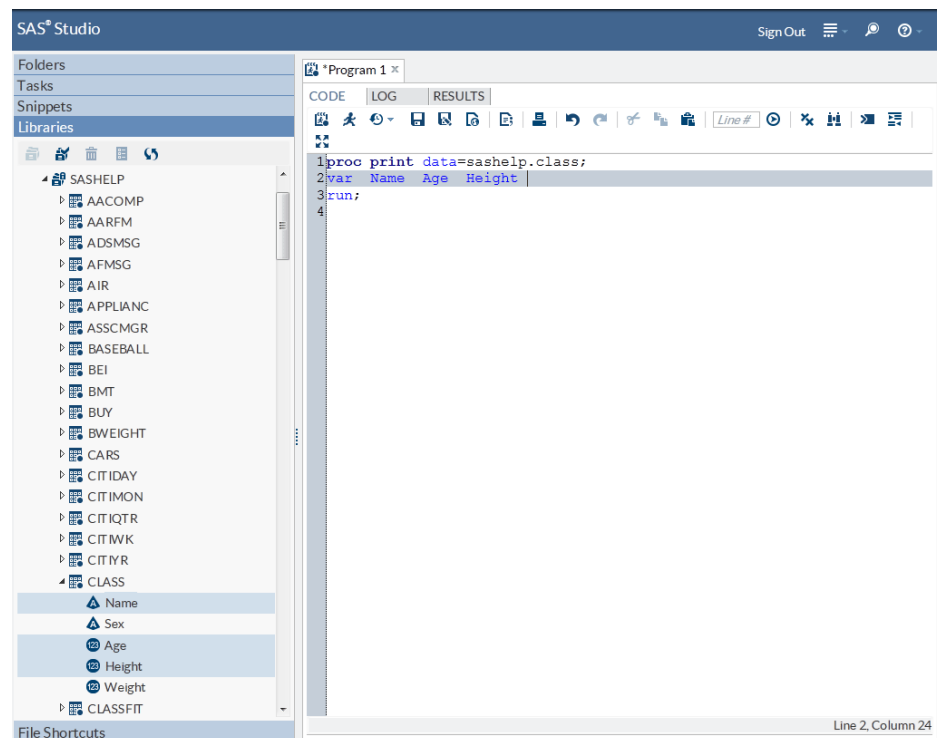 SAS® Studio
Sign Out
Folders
Tasks
Snippets
Libraries
SASHELP
AACOMP
AARFM
ADSMSG
AFMSG
AIR
APPLIANC
ASSCMGR
BASEBALL
BEI
BMT
BUY
BWEIGHT
CARS
CITIDAY
CITIMON
CITIQTR
CITIWK
CITIYR
CLASS
Name
Sex
123 Age
123 Height
123 Weight
CLASSFIT
File Shortcuts
*Program 1 ×
CODE LOG RESULTS
Line #
1 proc print data=sashelp.class;
2 var Name Age Height
3 run;
4
Line 2, Column 24